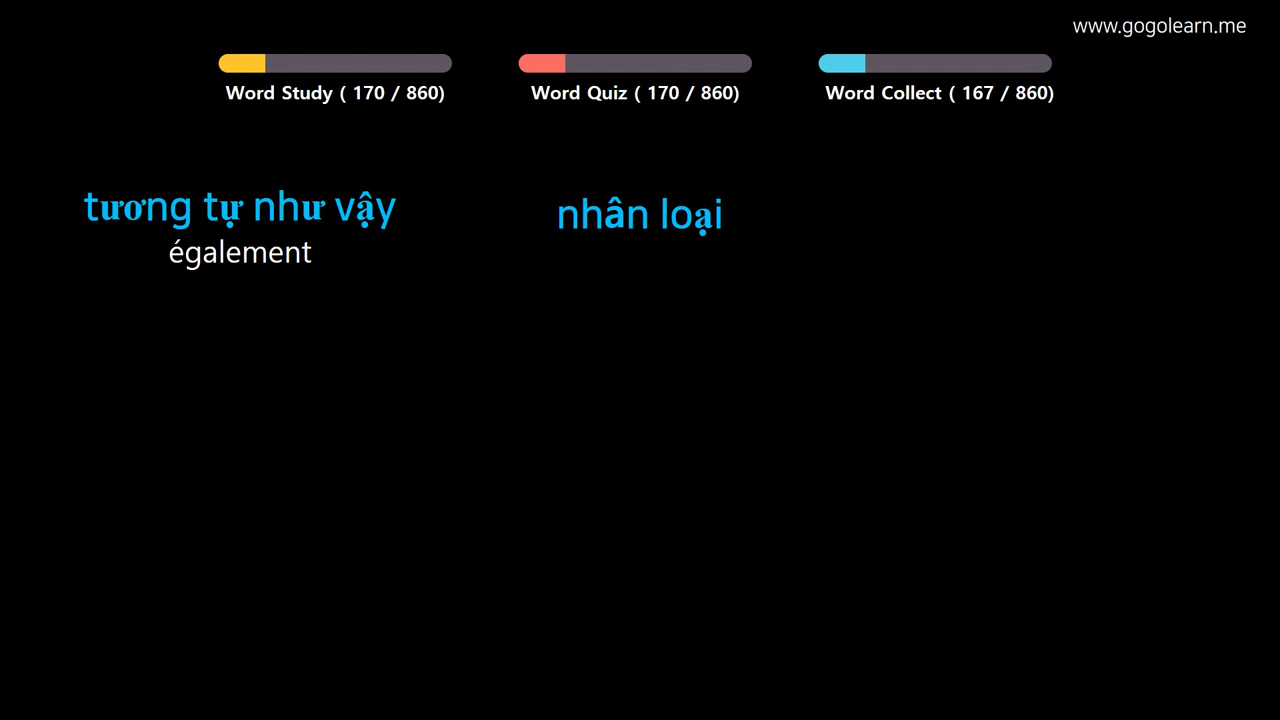 www.gogolearn.me
Word Study ( 170 / 860)
Word Quiz ( 170 / 860)
Word Collect ( 167 / 860)
tương tự như vậy
également
nhân loại